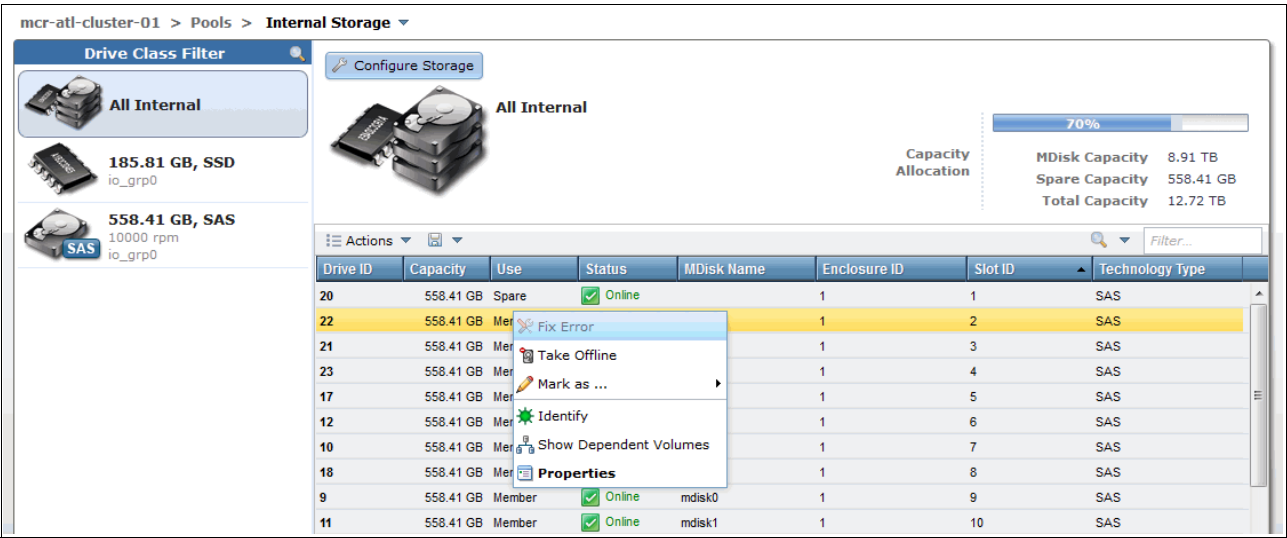 mcr-atl-cluster-01 > Pools > Internal Storage
Drive Class Filter
All Internal
185.81 GB, SSD
io_grp0
558.41 GB, SAS
10000 rpm
io_grp0
SAS
Configure Storage
All Internal
Capacity Allocation
70%
MDisk Capacity 8.91 TB
Spare Capacity 558.41 GB
Total Capacity 12.72 TB
Actions
Filter...
Drive ID Capacity Use Status MDisk Name Enclosure ID Slot ID Technology Type
20 558.41 GB Spare Online 1 1 SAS
22 558.41 GB Mer 1 2 SAS
21 558.41 GB Mer 1 3 SAS
23 558.41 GB Mer 1 4 SAS
17 558.41 GB Mer 1 5 SAS
12 558.41 GB Mer 1 6 SAS
10 558.41 GB Mer 1 7 SAS
18 558.41 GB Mer 1 8 SAS
9 558.41 GB Member Online mdisk0 1 9 SAS
11 558.41 GB Member Online mdisk1 1 10 SAS
Fix Error
Take Offline
Mark as ...
Identify
Show Dependent Volumes
Properties